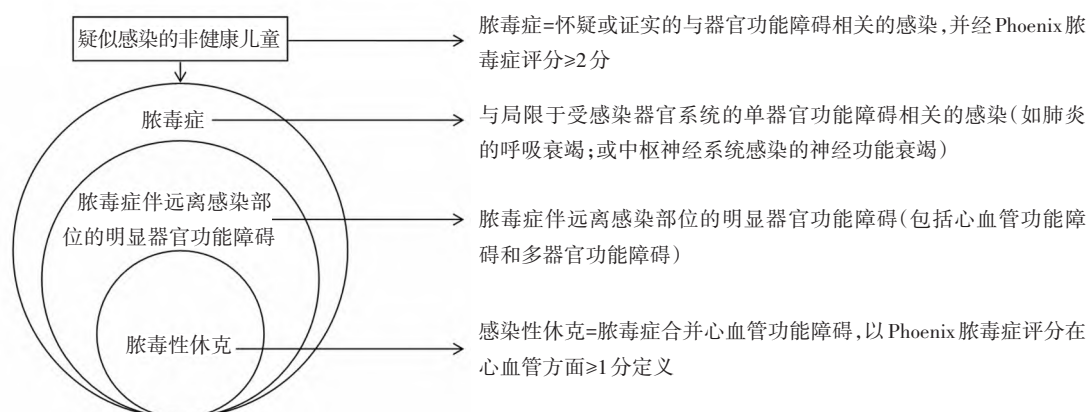 疑似感染的非健康儿童
脓毒症=怀疑或证实的与器官功能障碍相关的感染,并经Phoenix脓
毒症评分≥2分
脓毒症
与局限于受感染器官系统的单器官功能障碍相关的感染(如肺炎
的呼吸衰竭;或中枢神经系统感染的神经功能衰竭)
脓毒症伴远离感染部
位的明显器官功能障碍
脓毒症伴远离感染部位的明显器官功能障碍(包括心血管功能障
碍和多器官功能障碍)
脓毒性休克
感染性休克=脓毒症合并心血管功能障碍,以Phoenix脓毒症评分在
心血管方面≥1分定义